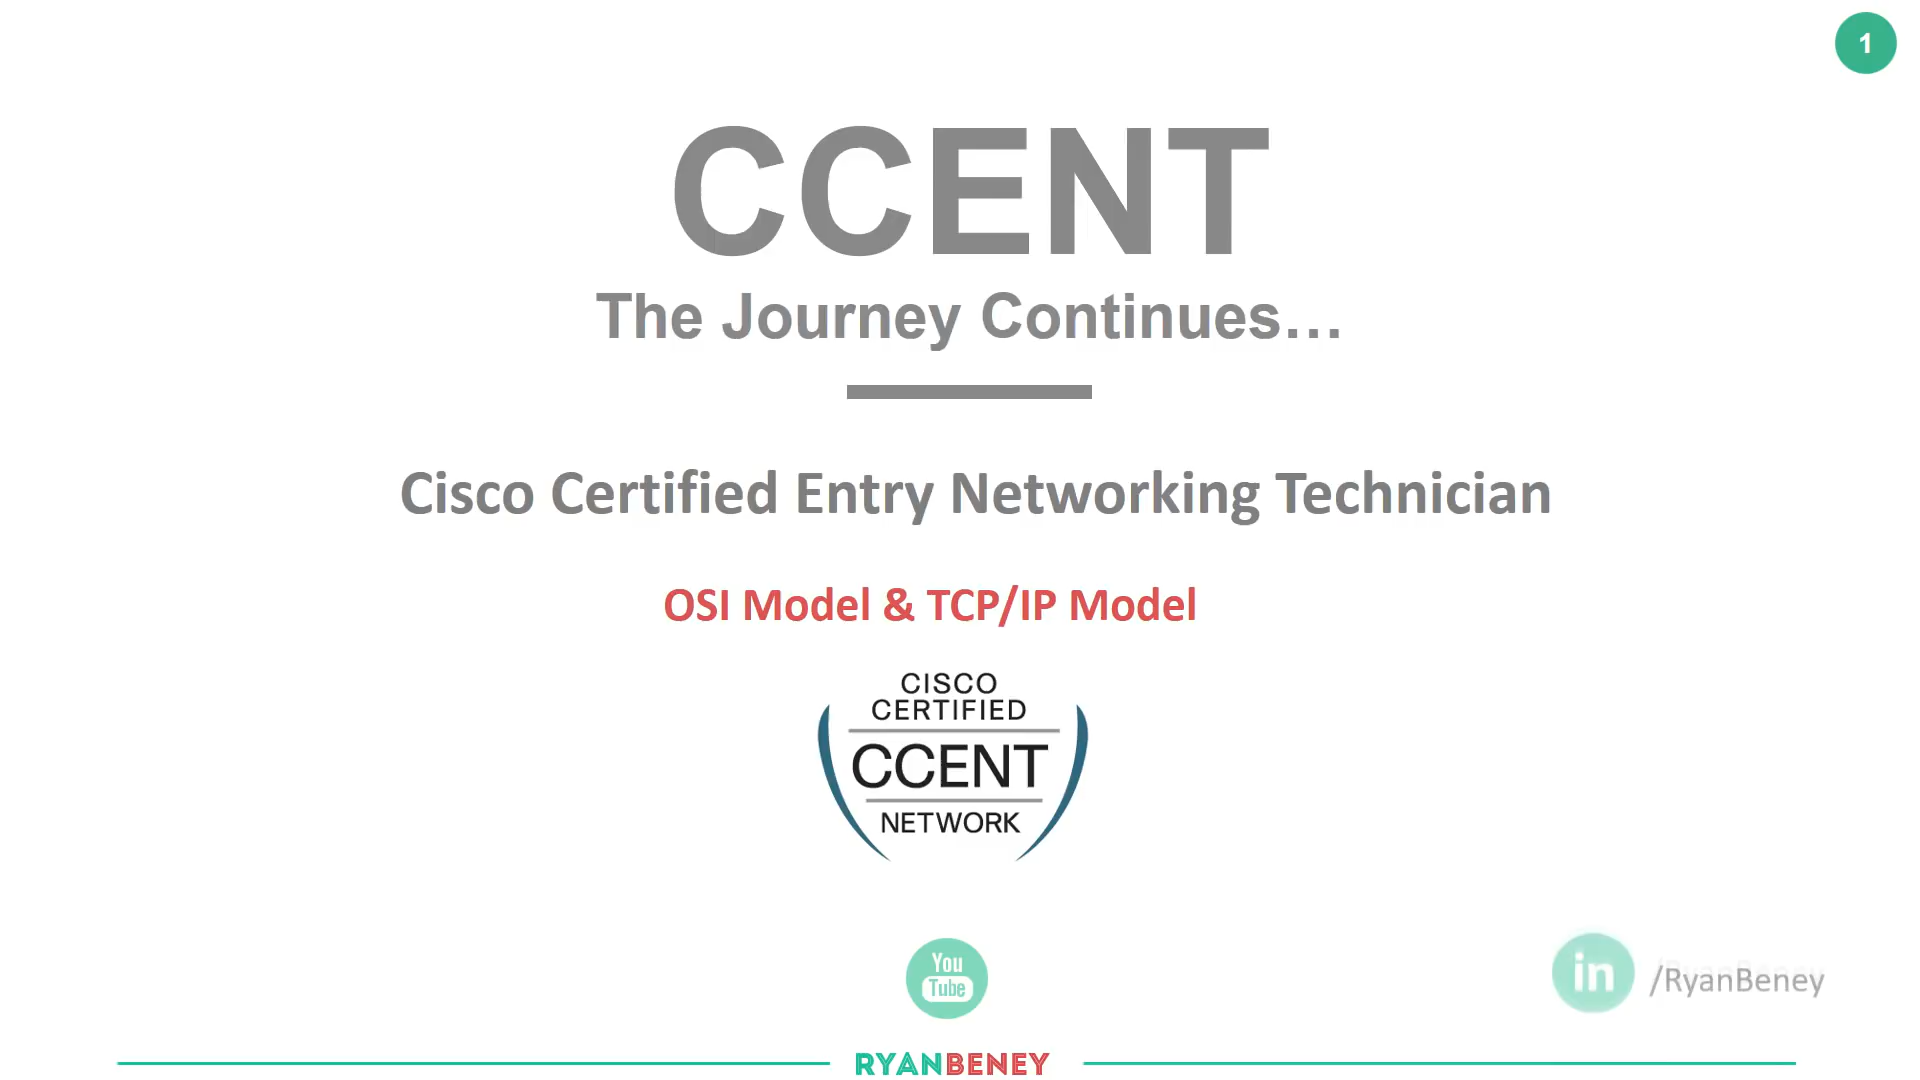 1
CCENT
The Journey Continues...
Cisco Certified Entry Networking Technician
OSI Model & TCP/IP Model
CISCO
CERTIFIED
CCENT
NETWORK
You
Tube
in /RyanBeney
RYANBENEY